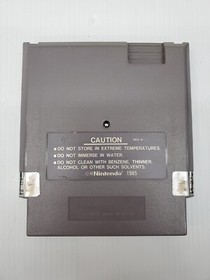 CAUTION
● DO NOT STORE IN EXTREME TEMPERATURES.
● DO NOT IMMERSE IN WATER.
● DO NOT CLEAN WITH BENZENE, THINNER,
ALCOHOL OR OTHER SUCH SOLVENTS.
©Nintendo 1985